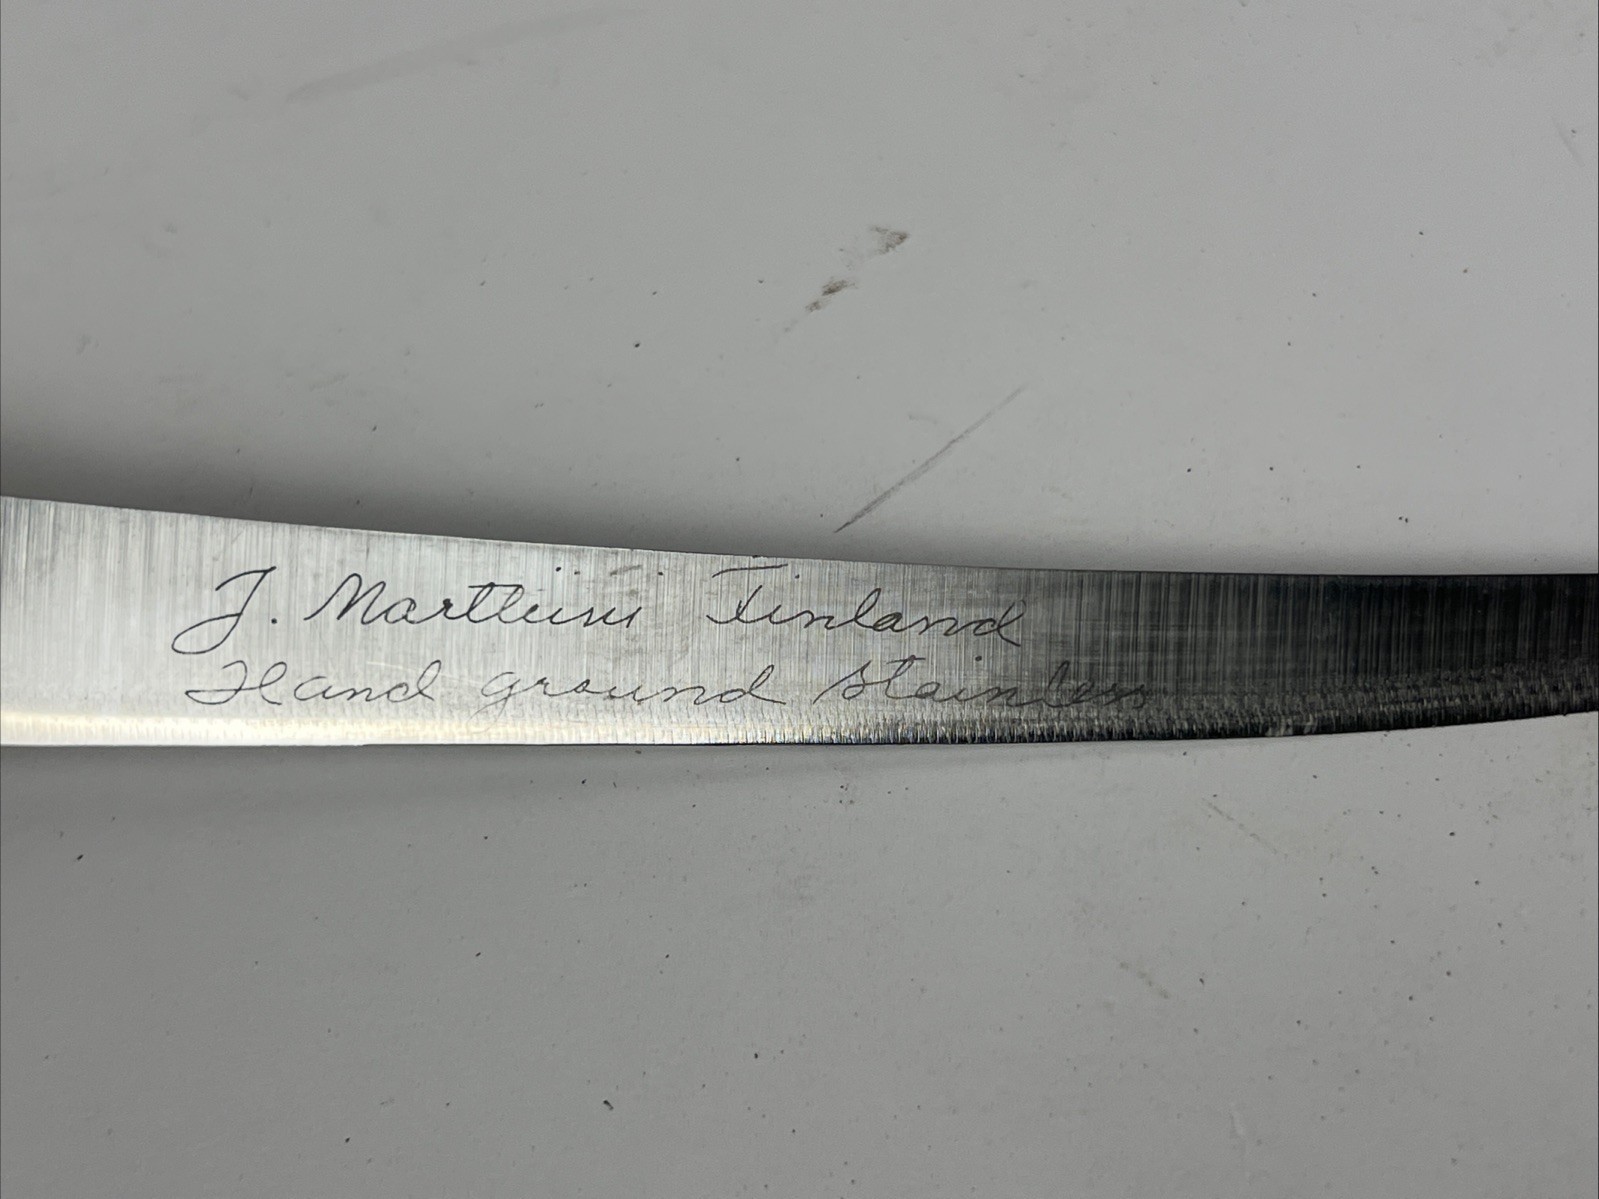 J. Marttiini Finland
Hand ground stainless